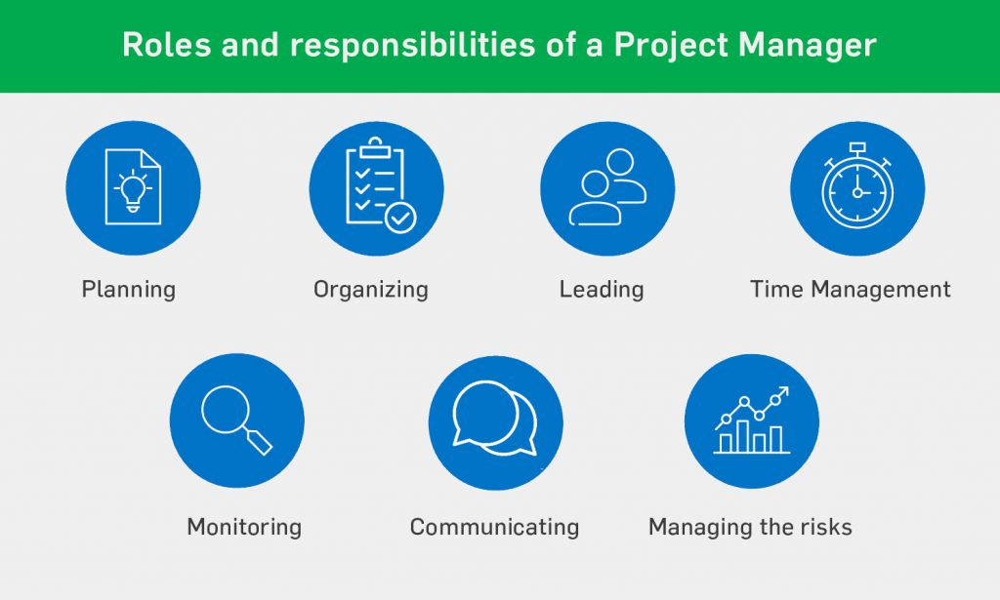 Roles and responsibilities of a Project Manager
Planning
Organizing
Leading
Time Management
Monitoring
Communicating
Managing the risks